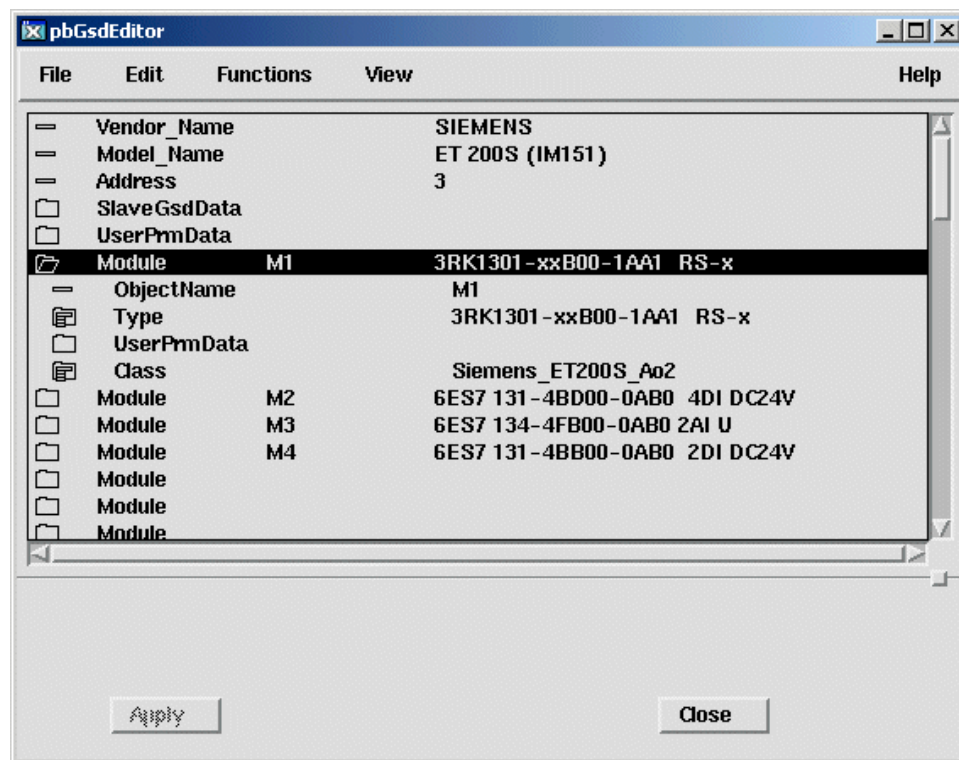 pbGsdEditor
File Edit Functions View Help
Vendor_Name SIEMENS
Model_Name ET 200S (IM151)
Address 3
SlaveGsdData
UserPrmData
Module M1 3RK1301-xxB00-1AA1 RS-x
ObjectName M1
Type 3RK1301-xxB00-1AA1 RS-x
UserPrmData
Class Siemens_ET200S_Ao2
Module M2 6ES7 131-4BD00-0AB0 4DI DC24V
Module M3 6ES7 134-4FB00-0AB0 2AI U
Module M4 6ES7 131-4BB00-0AB0 2DI DC24V
Module
Module
Module
Apply Close